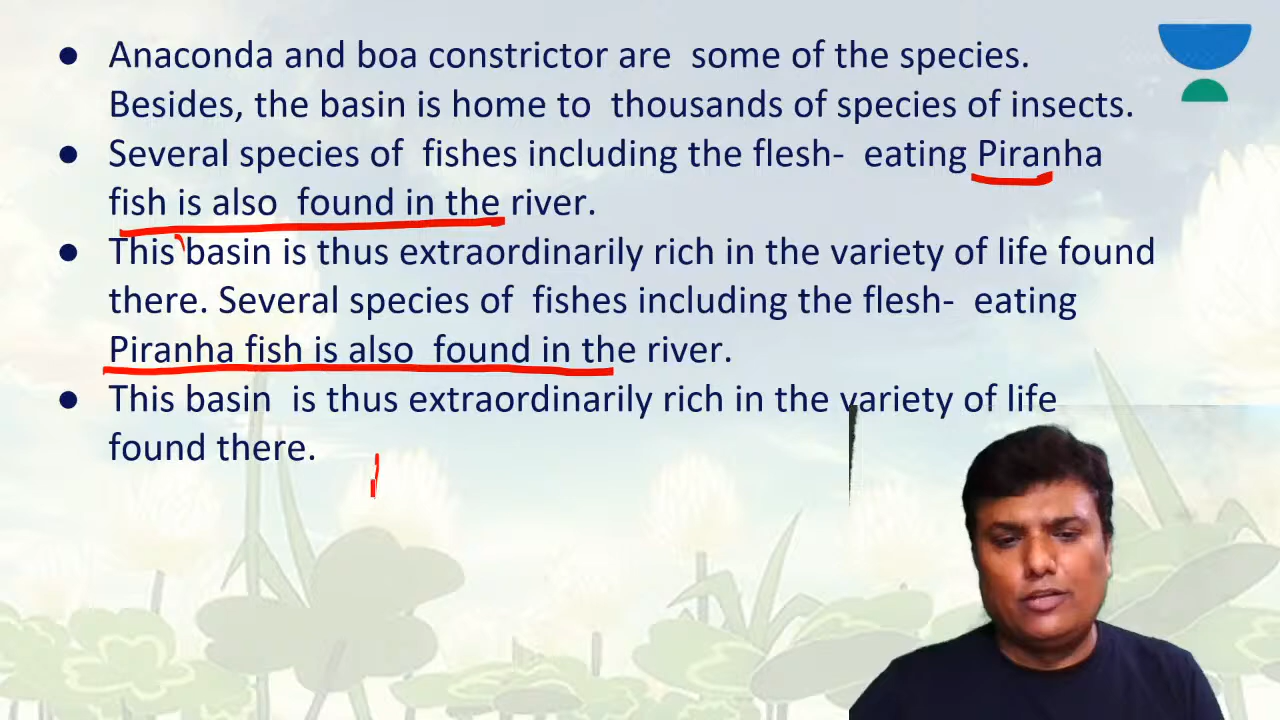 ● Anaconda and boa constrictor are some of the species.
Besides, the basin is home to thousands of species of insects.
● Several species of fishes including the flesh- eating Piranha
fish is also found in the river.
● This basin is thus extraordinarily rich in the variety of life found
there. Several species of fishes including the flesh- eating
Piranha fish is also found in the river.
● This basin is thus extraordinarily rich in the variety of life
found there.